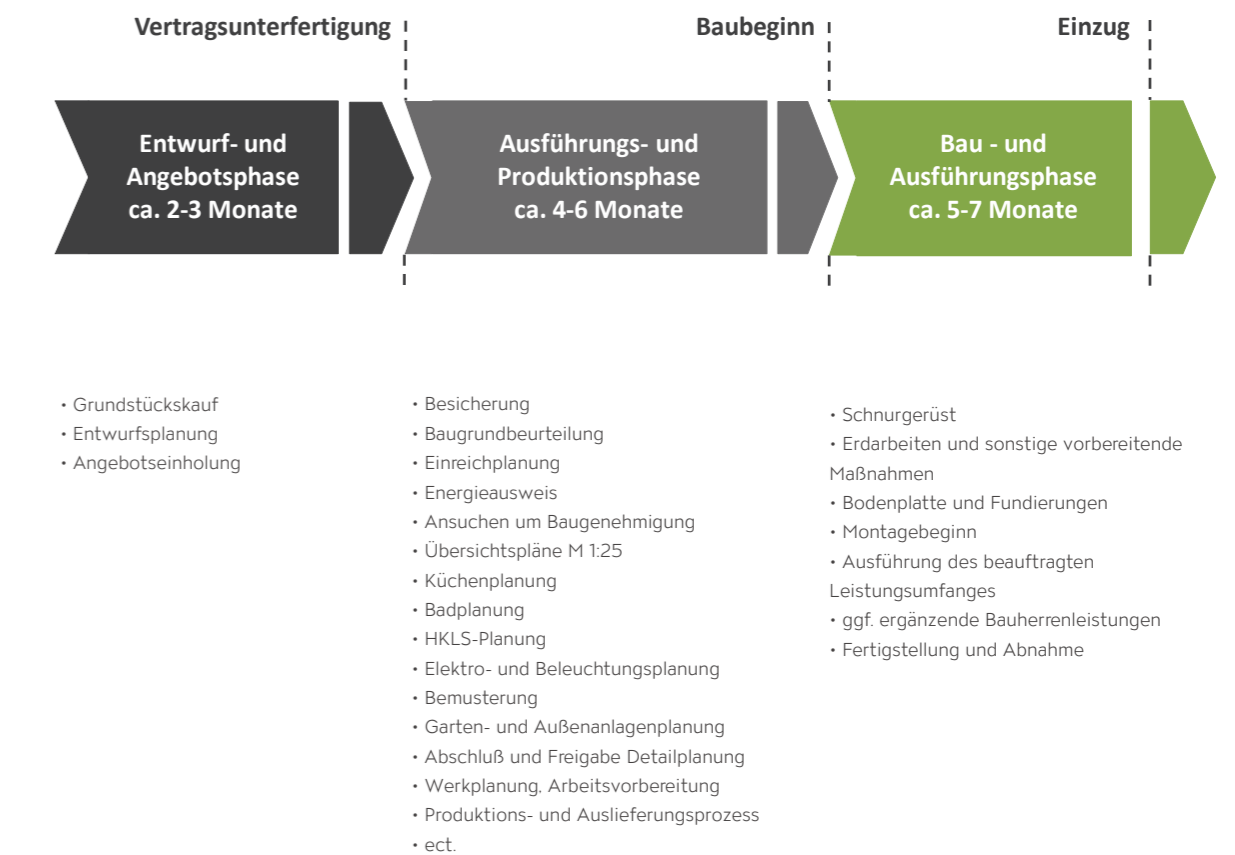 Vertragsunterfertigung
Baubeginn
Einzug
Entwurf- und
Angebotsphase
ca. 2-3 Monate
Ausführungs- und
Produktionsphase
ca. 4-6 Monate
Bau - und
Ausführungsphase
ca. 5-7 Monate
• Grundstückskauf
• Entwurfsplanung
• Angebotseinholung
• Besicherung
• Baugrundbeurteilung
• Einreichplanung
• Energieausweis
• Ansuchen um Baugenehmigung
• Übersichtspläne M 1:25
• Küchenplanung
• Badplanung
• HKLS-Planung
• Elektro- und Beleuchtungsplanung
• Bemusterung
• Garten- und Außenanlagenplanung
• Abschluß und Freigabe Detailplanung
• Werkplanung, Arbeitsvorbereitung
• Produktions- und Auslieferungsprozess
• ect.
• Schnurgerüst
• Erdarbeiten und sonstige vorbereitende
Maßnahmen
• Bodenplatte und Fundierungen
• Montagebeginn
• Ausführung des beauftragten
Leistungsumfanges
• ggf. ergänzende Bauherrenleistungen
• Fertigstellung und Abnahme